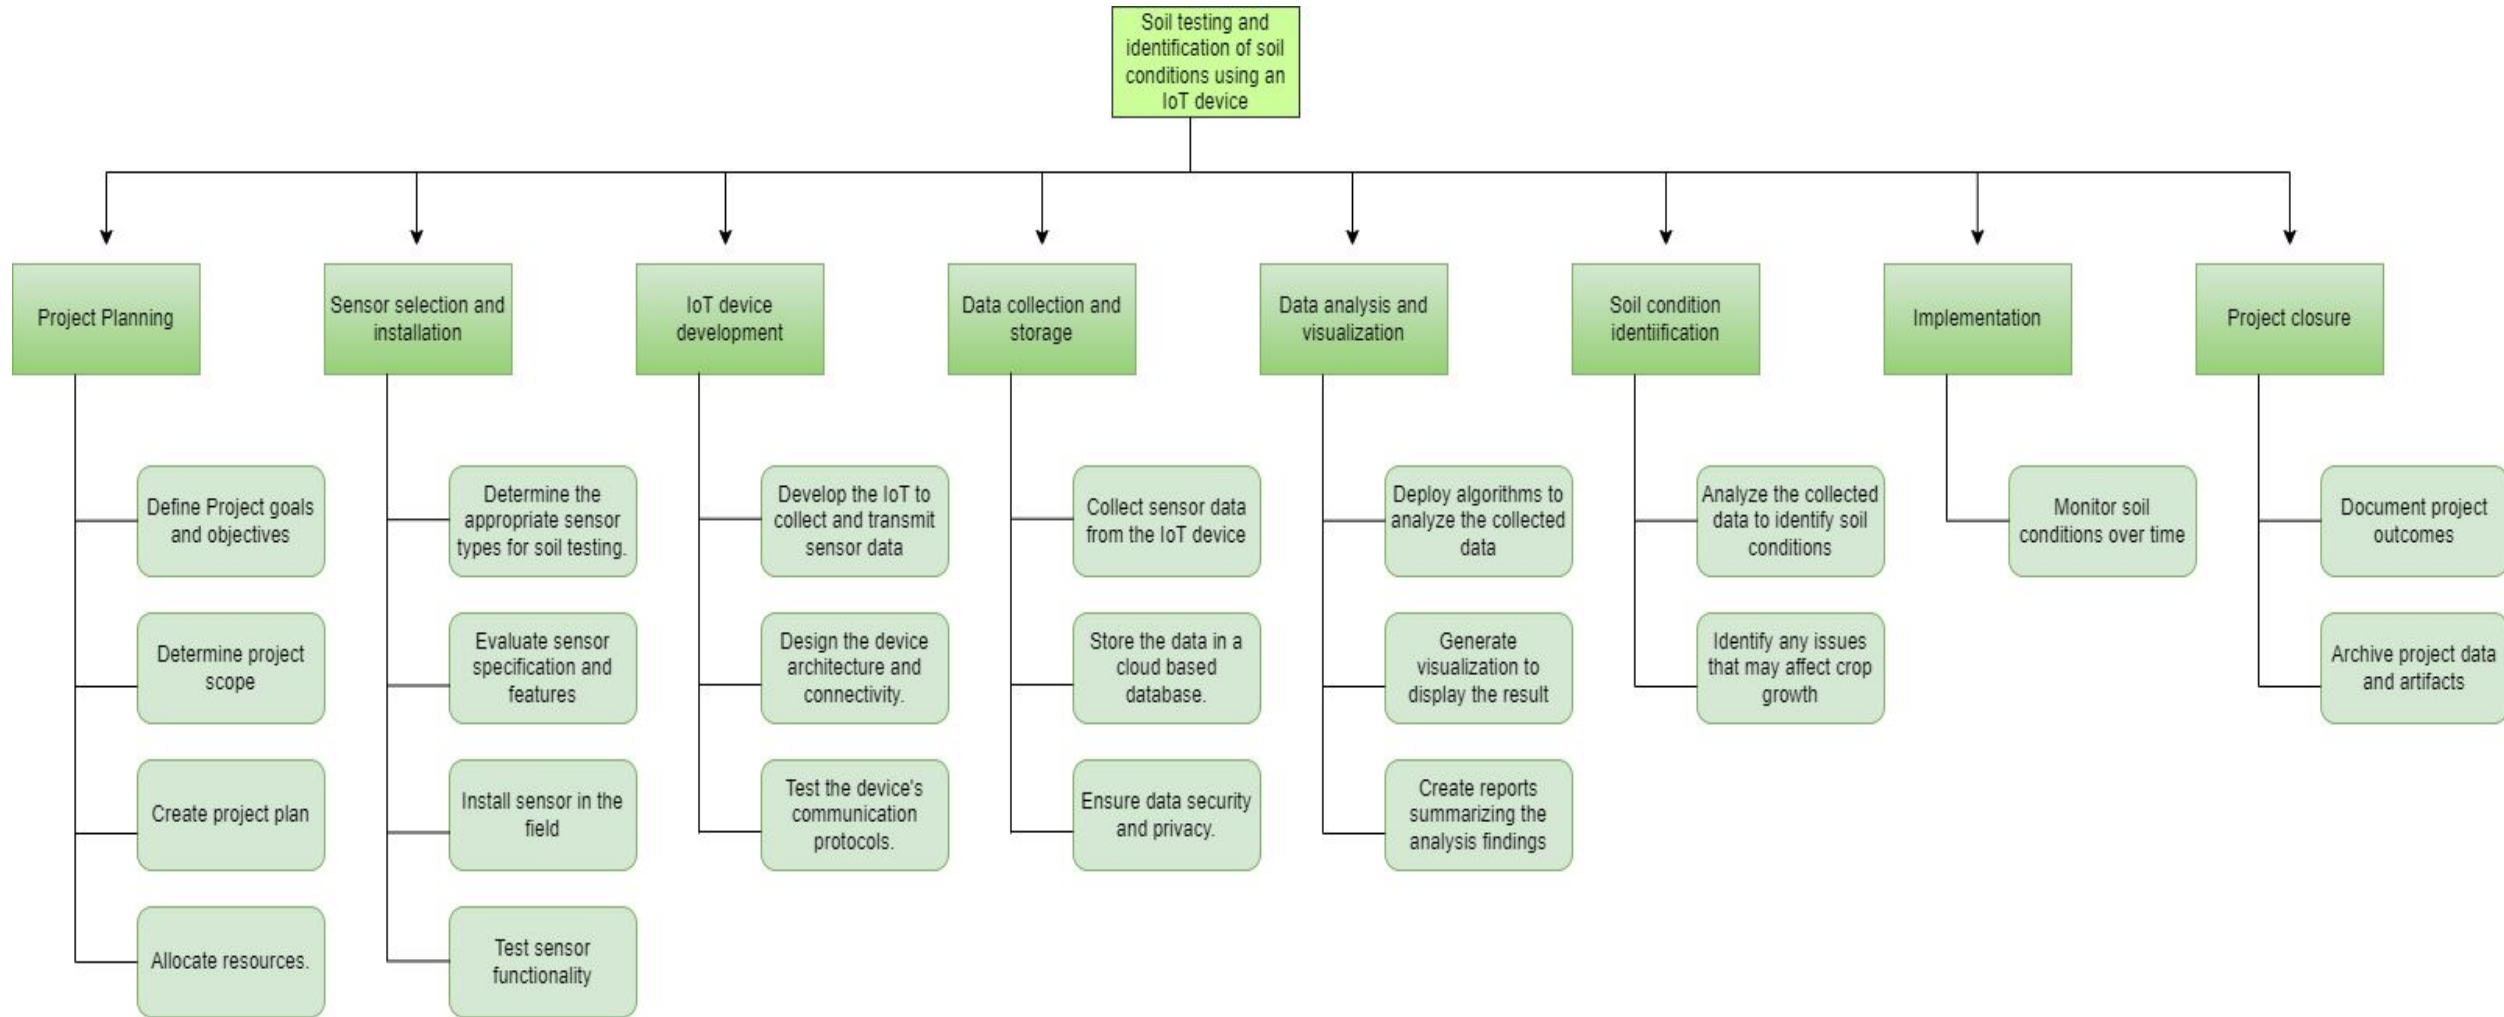 Soil testing and
identification of soil
conditions using an
IoT device
Project Planning
Sensor selection and
installation
IoT device
development
Data collection and
storage
Data analysis and
visualization
Soil condition
identiification
Implementation
Project closure
Define Project goals
and objectives
Determine project
scope
Create project plan
Allocate resources.
Determine the
appropriate sensor
types for soil testing.
Evaluate sensor
specification and
features
Install sensor in the
field
Test sensor
functionality
Develop the IoT to
collect and transmit
sensor data
Design the device
architecture and
connectivity.
Test the device's
communication
protocols.
Collect sensor data
from the IoT device
Store the data in a
cloud based
database.
Ensure data security
and privacy.
Deploy algorithms to
analyze the collected
data
Generate
visualization to
display the result
Create reports
summarizing the
analysis findings
Analyze the collected
data to identify soil
conditions
Identify any issues
that may affect crop
growth
Monitor soil
conditions over time
Document project
outcomes
Archive project data
and artifacts